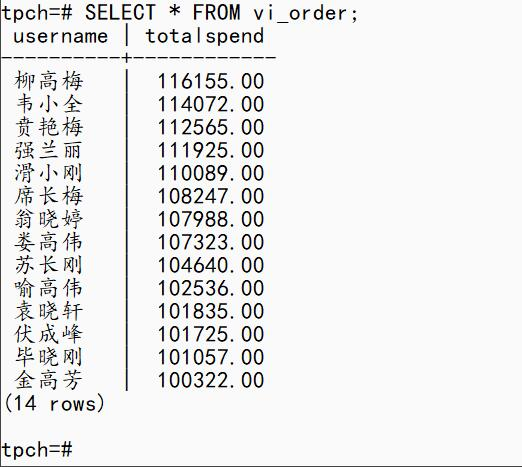 tpch=# SELECT * FROM vi_order;
 username | totalspend
----------+------------
 柳高梅   |  116155.00
 韦小全   |  114072.00
 贲艳梅   |  112565.00
 强兰丽   |  111925.00
 滑小刚   |  110089.00
 席长梅   |  108247.00
 翁晓婷   |  107988.00
 娄高伟   |  107323.00
 苏长刚   |  104640.00
 喻高伟   |  102536.00
 袁晓轩   |  101835.00
 伏成峰   |  101725.00
 毕晓刚   |  101057.00
 金高芳   |  100322.00
(14 rows)
tpch=#